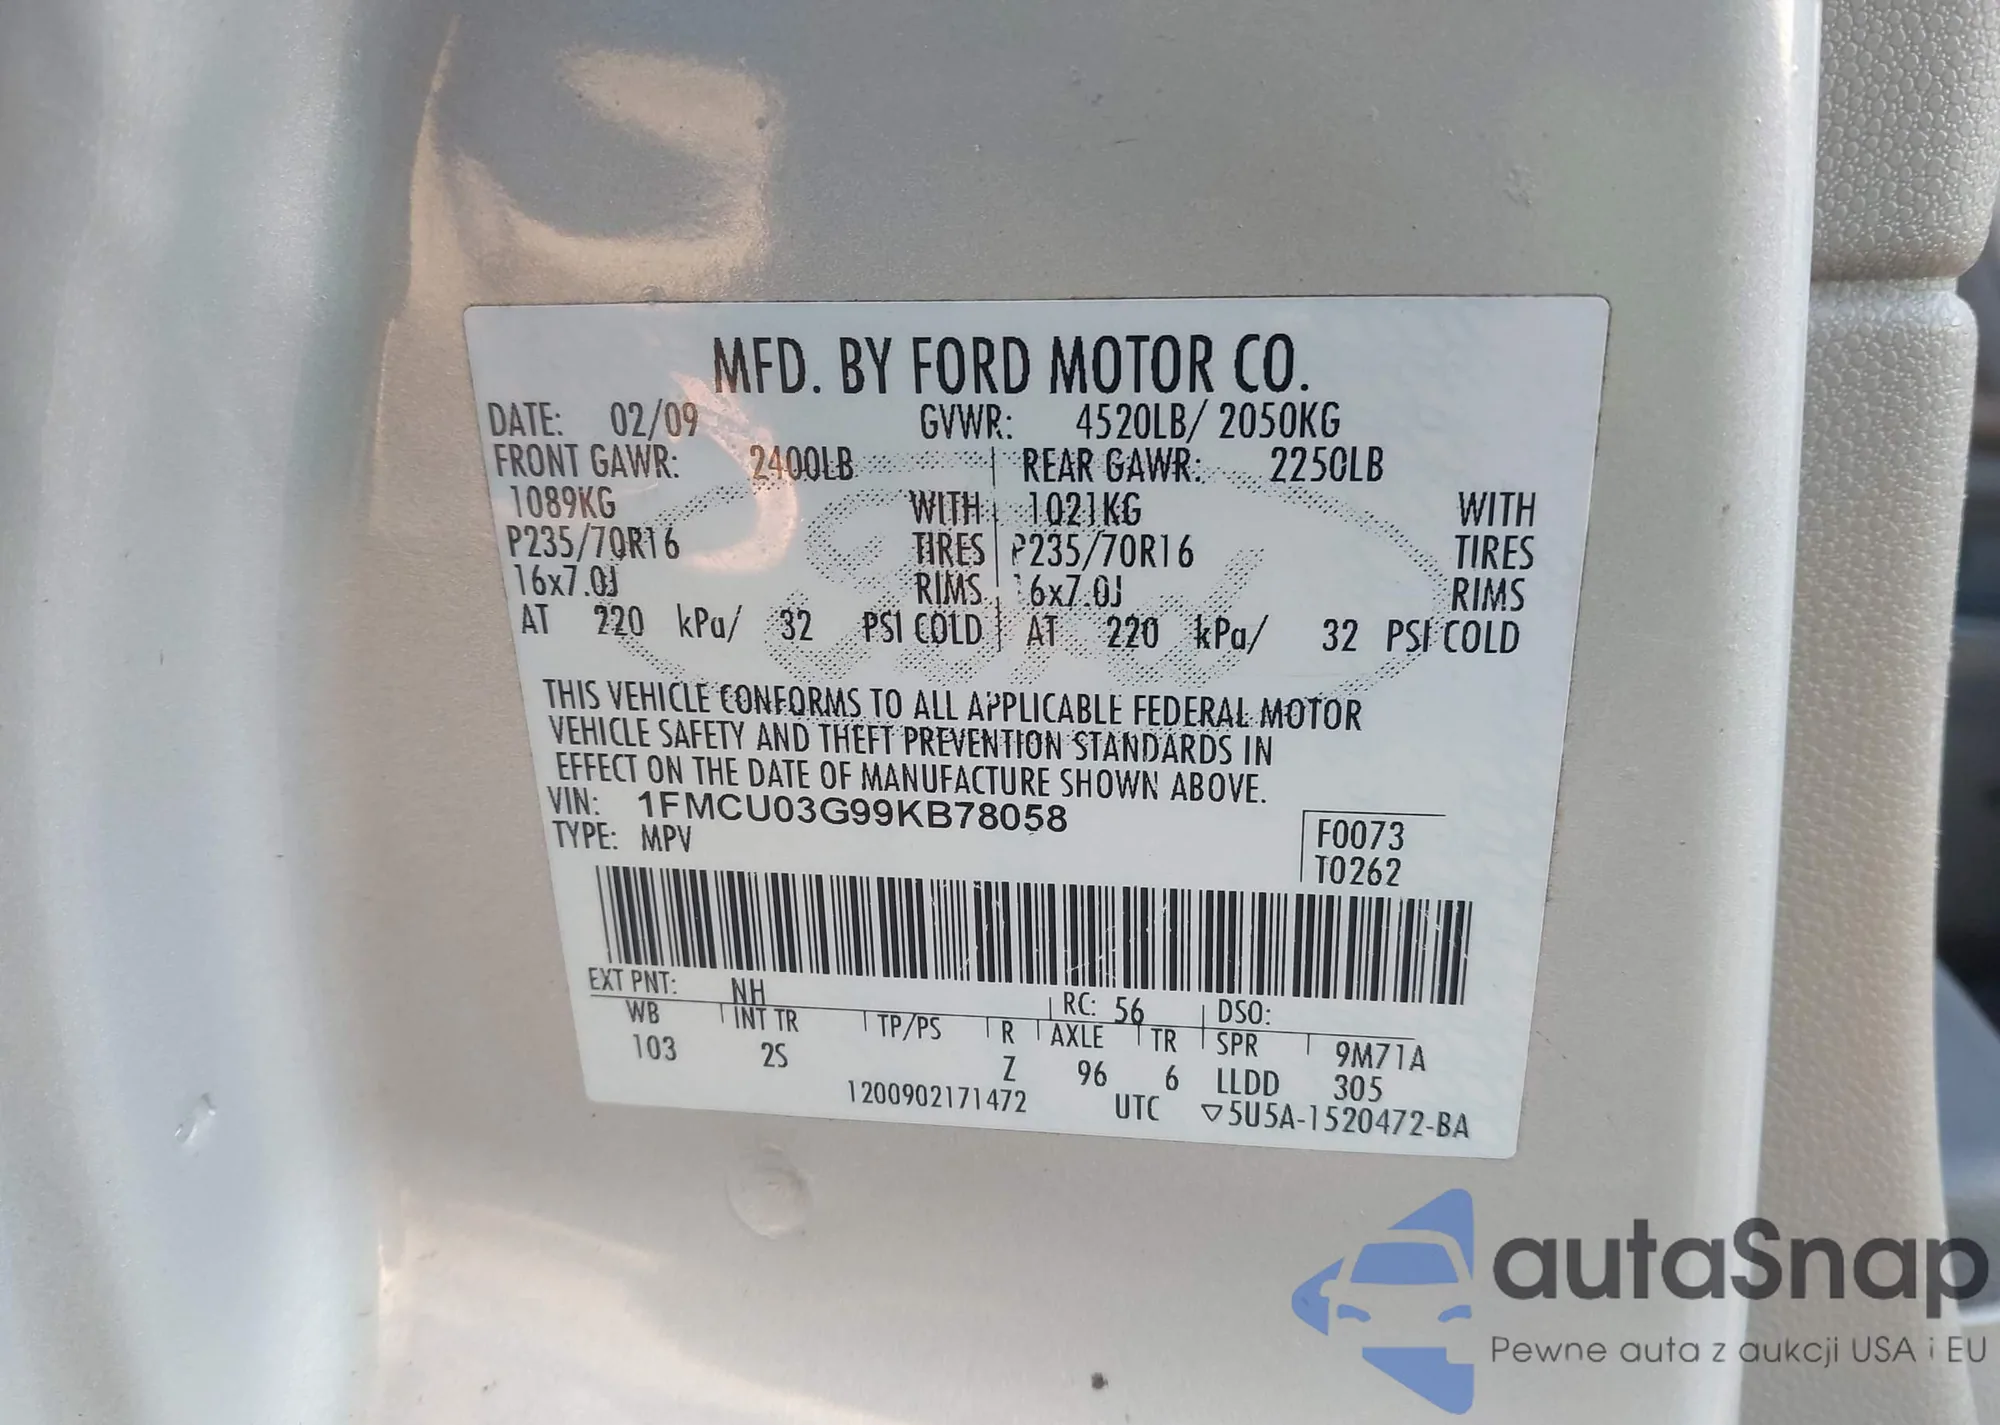 MFD. BY FORD MOTOR CO.
DATE: 02/09 GVWR: 4520LB/ 2050KG
FRONT GAWR: 2400LB REAR GAWR: 2250LB
1089KG WITH 1021KG WITH
P235/70R16 TIRES P235/70R16 TIRES
16x7.0J RIMS 16x7.0J RIMS
AT 220 kPa/ 32 PSI COLD AT 220 kPa/ 32 PSI COLD
THIS VEHICLE CONFORMS TO ALL APPLICABLE FEDERAL MOTOR
VEHICLE SAFETY AND THEFT PREVENTION STANDARDS IN
EFFECT ON THE DATE OF MANUFACTURE SHOWN ABOVE.
VIN: 1FMCU03G99KB78058
TYPE: MPV
F0073
T0262
EXT PNT: NH RC: 56 DSO:
WB INT TR TP/PS R AXLE TR SPR 9M71A
103 2S Z 96 6 LLDD 305
1200902171472 UTC ▽5U5A-1520472-BA
autaSnap
Pewne auta z aukcji USA i EU